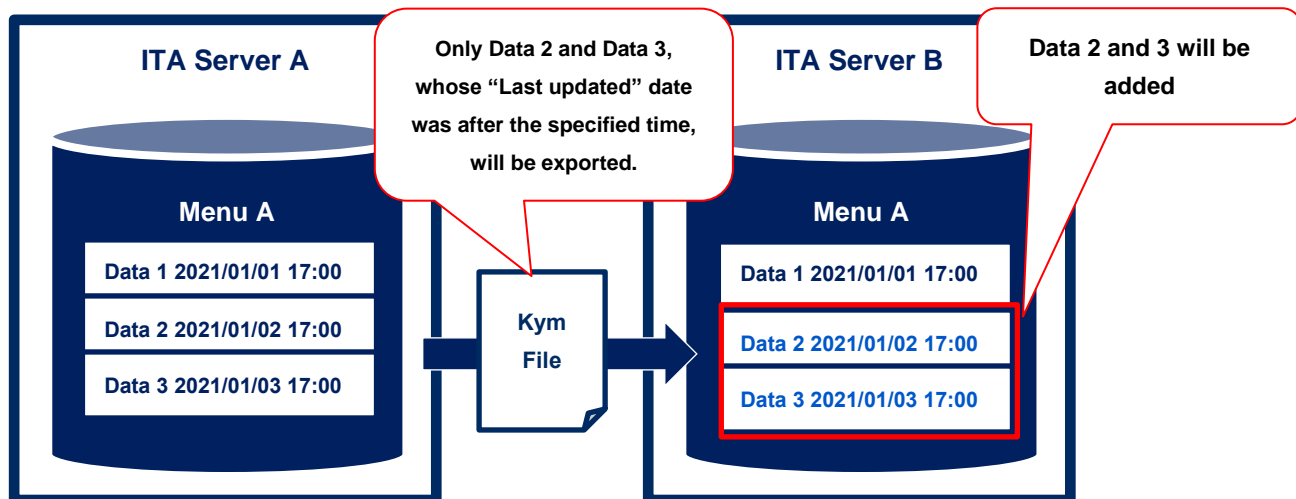 ITA Server A
Menu A
Data 1 2021/01/01 17:00
Data 2 2021/01/02 17:00
Data 3 2021/01/03 17:00
Only Data 2 and Data 3,
whose “Last updated” date
was after the specified time,
will be exported.
Kym
File
ITA Server B
Menu A
Data 1 2021/01/01 17:00
Data 2 2021/01/02 17:00
Data 3 2021/01/03 17:00
Data 2 and 3 will be
added